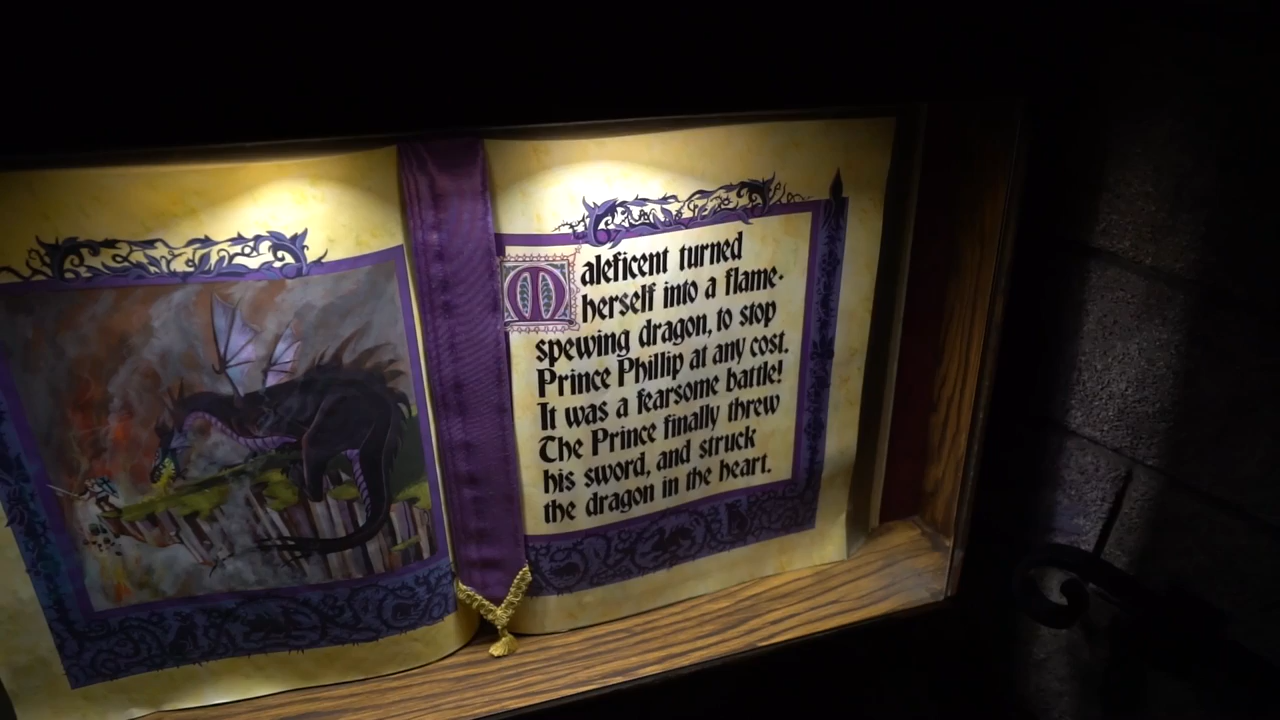 Maleficent turned
herself into a flame-
spewing dragon, to stop
Prince Phillip at any cost.
It was a fearsome battle!
The Prince finally threw
his sword, and struck
the dragon in the heart.